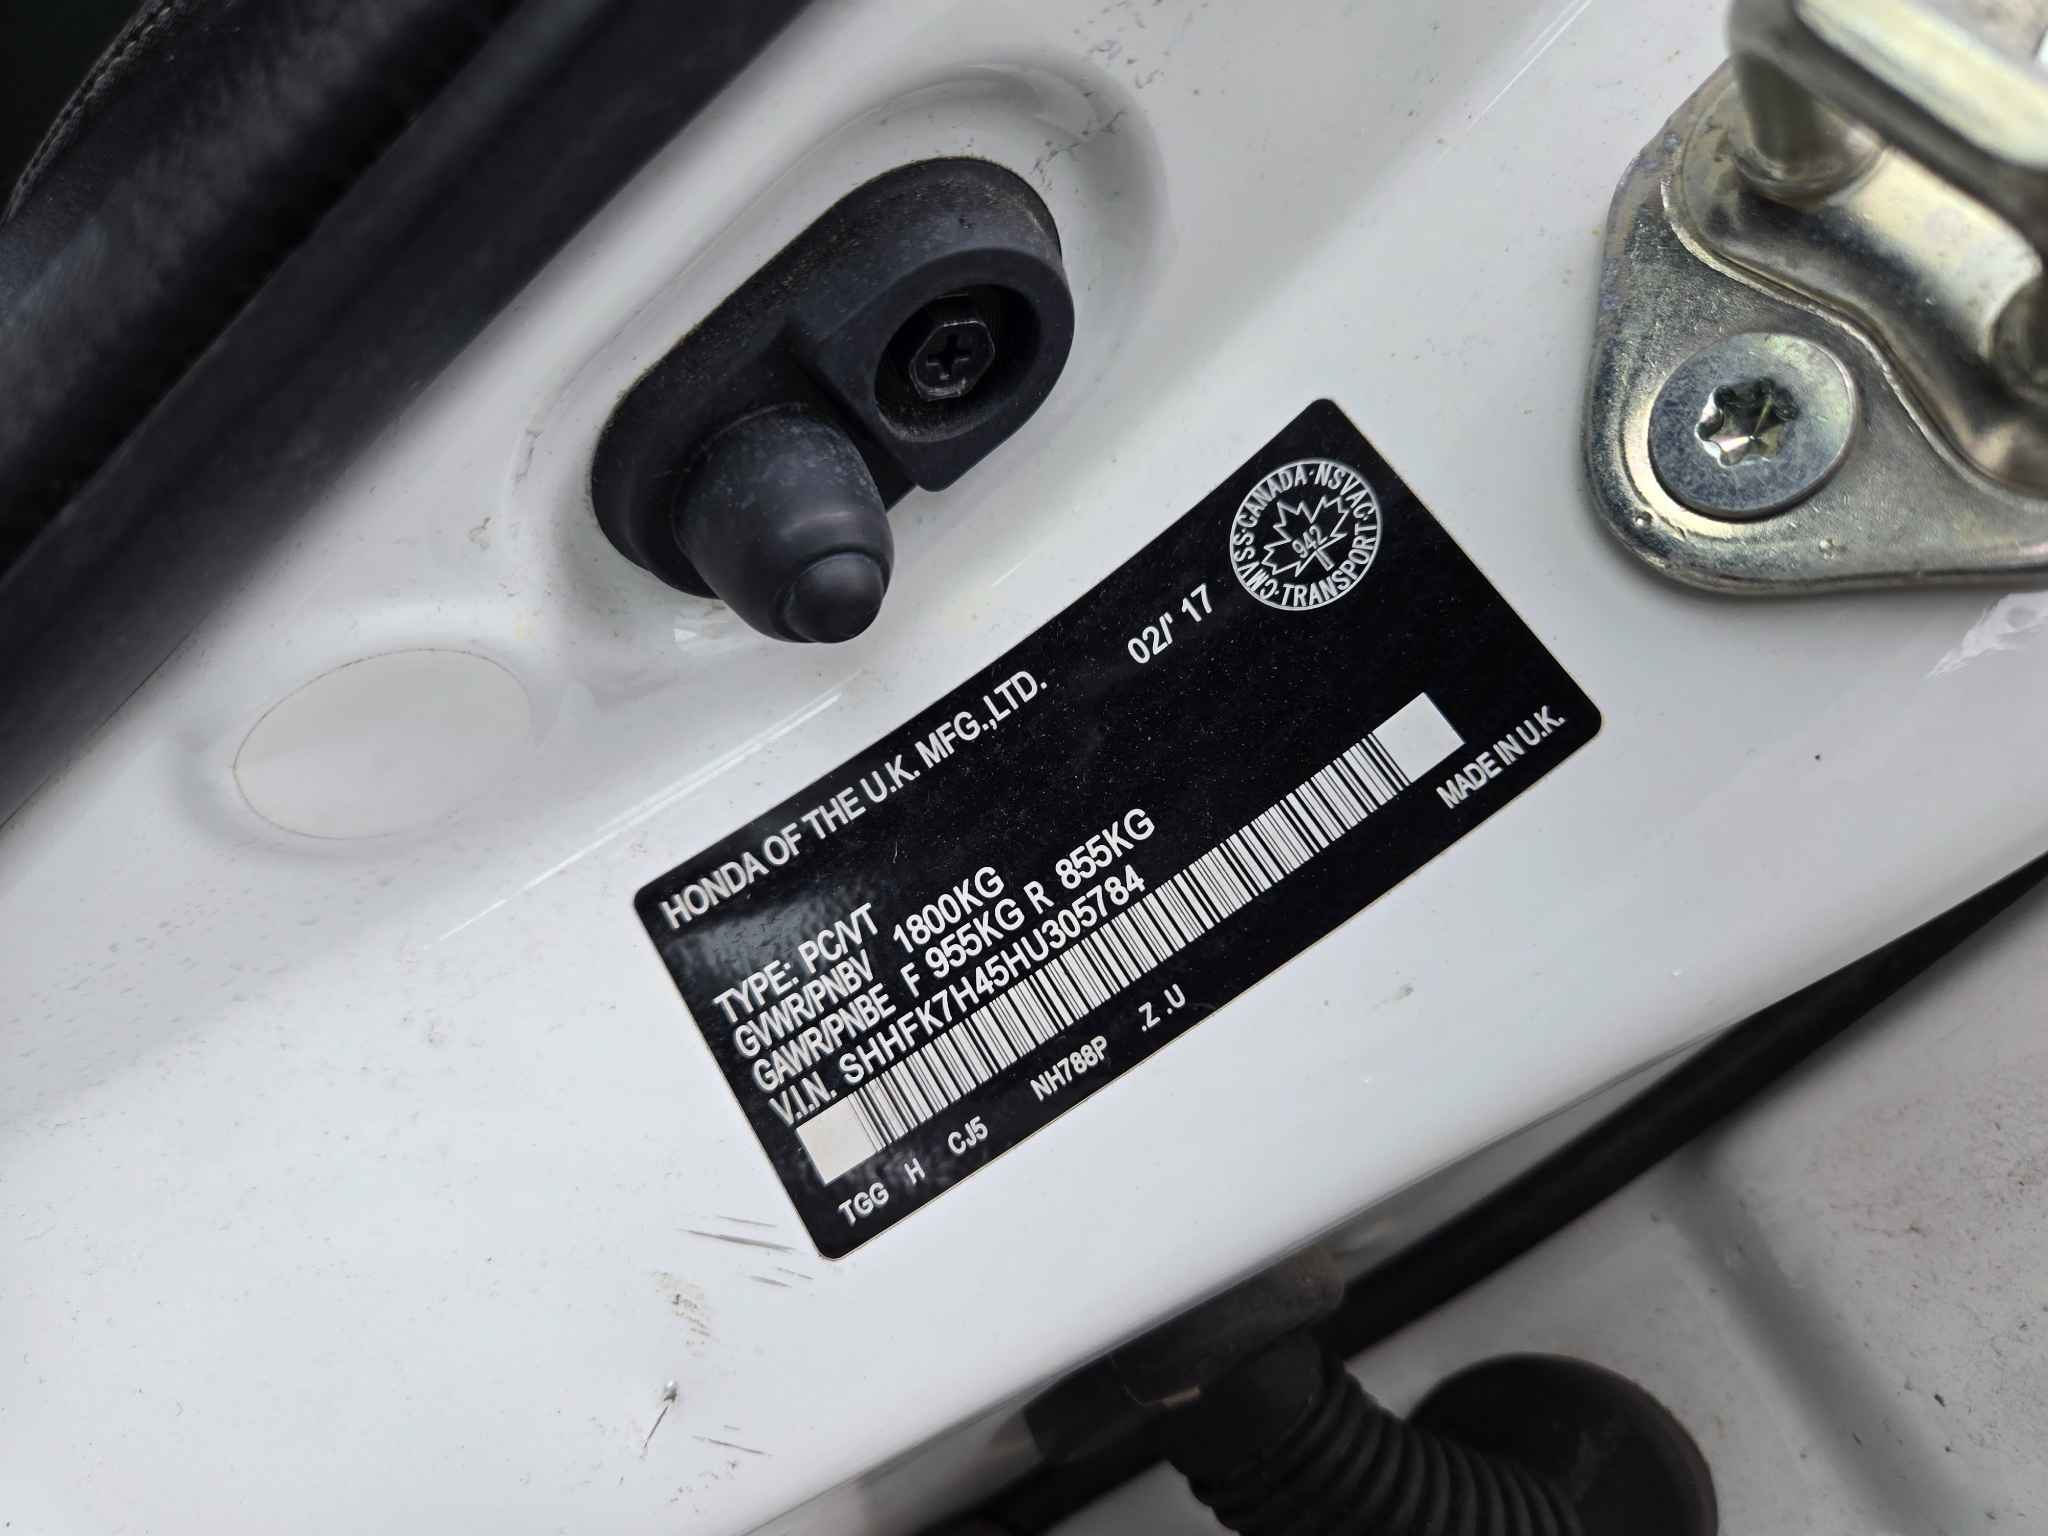 HONDA OF THE U.K. MFG.,LTD. 02/' 17
CMVSS·CANADA·NSVAC·TRANSPORT·
942
TYPE: PC/VT
GVWR/PNBV 1800KG
GAWR/PNBE F 955KG R 855KG
V.I.N. SHHFK7H45HU305784
MADE IN U.K.
TGG H CJ5 NH788P .Z .U